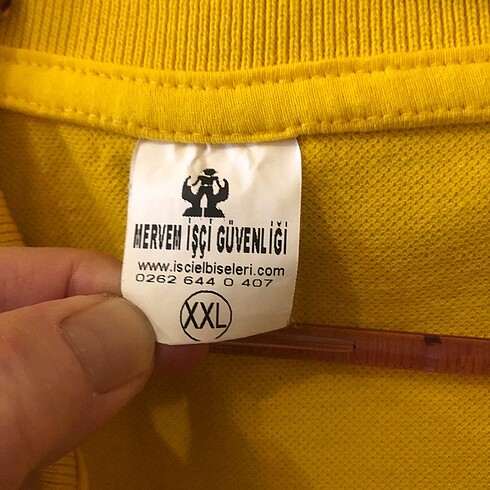 MERVEM İŞÇİ GÜVENLİĞİ
www.iscielbiseleri.com
0262 644 0 407
XXL